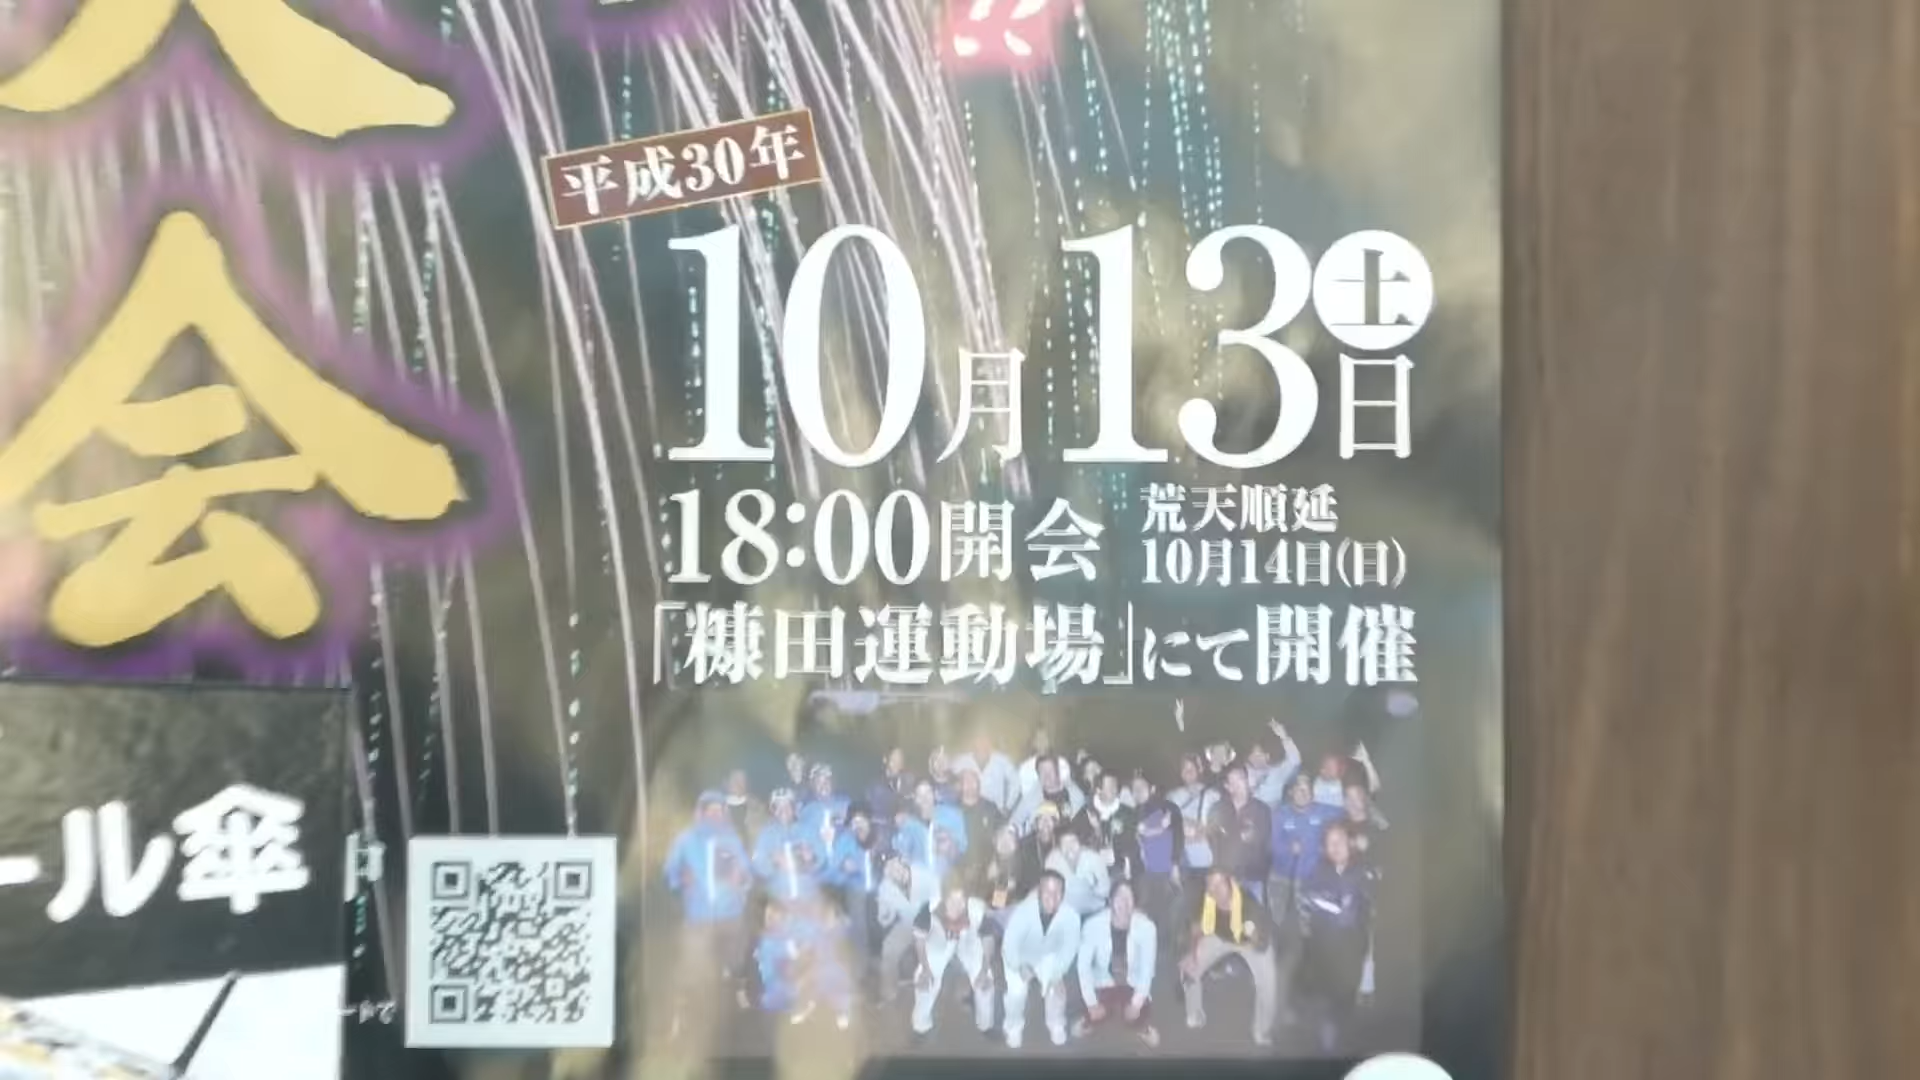 平成30年
10月13日
土
18:00開会
荒天順延
10月14日(日)
「糠田運動場」にて開催
会
ール傘